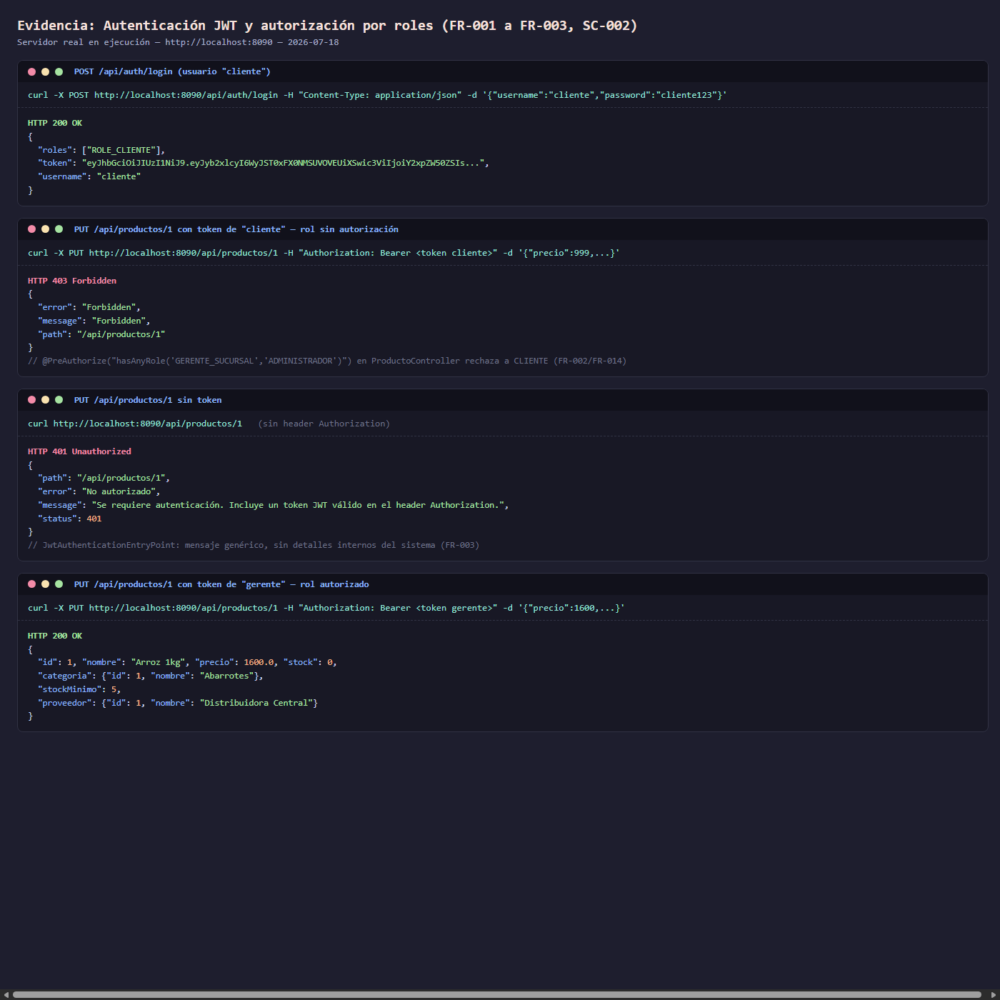 Evidencia: Autenticación JWT y autorización por roles (FR-001 a FR-003, SC-002)
Servidor real en ejecución — http://localhost:8090 — 2026-07-18
POST /api/auth/login (usuario "cliente")
curl -X POST http://localhost:8090/api/auth/login -H "Content-Type: application/json" -d '{"username":"cliente","password":"cliente123"}'
HTTP 200 OK
{
  "roles": ["ROLE_CLIENTE"],
  "token": "eyJhbGciOiJIUzI1NiJ9.eyJyb2xlcyI6WyJST0xFX0NMSUVOVEUiXSwic3ViIjoiY2xpZW50ZSIs...",
  "username": "cliente"
}
PUT /api/productos/1 con token de "cliente" — rol sin autorización
curl -X PUT http://localhost:8090/api/productos/1 -H "Authorization: Bearer <token cliente>" -d '{"precio":999,...}'
HTTP 403 Forbidden
{
  "error": "Forbidden",
  "message": "Forbidden",
  "path": "/api/productos/1"
}
// @PreAuthorize("hasAnyRole('GERENTE_SUCURSAL','ADMINISTRADOR')") en ProductoController rechaza a CLIENTE (FR-002/FR-014)
PUT /api/productos/1 sin token
curl http://localhost:8090/api/productos/1   (sin header Authorization)
HTTP 401 Unauthorized
{
  "path": "/api/productos/1",
  "error": "No autorizado",
  "message": "Se requiere autenticación. Incluye un token JWT válido en el header Authorization.",
  "status": 401
}
// JwtAuthenticationEntryPoint: mensaje genérico, sin detalles internos del sistema (FR-003)
PUT /api/productos/1 con token de "gerente" — rol autorizado
curl -X PUT http://localhost:8090/api/productos/1 -H "Authorization: Bearer <token gerente>" -d '{"precio":1600,...}'
HTTP 200 OK
{
  "id": 1, "nombre": "Arroz 1kg", "precio": 1600.0, "stock": 0,
  "categoria": {"id": 1, "nombre": "Abarrotes"},
  "stockMinimo": 5,
  "proveedor": {"id": 1, "nombre": "Distribuidora Central"}
}